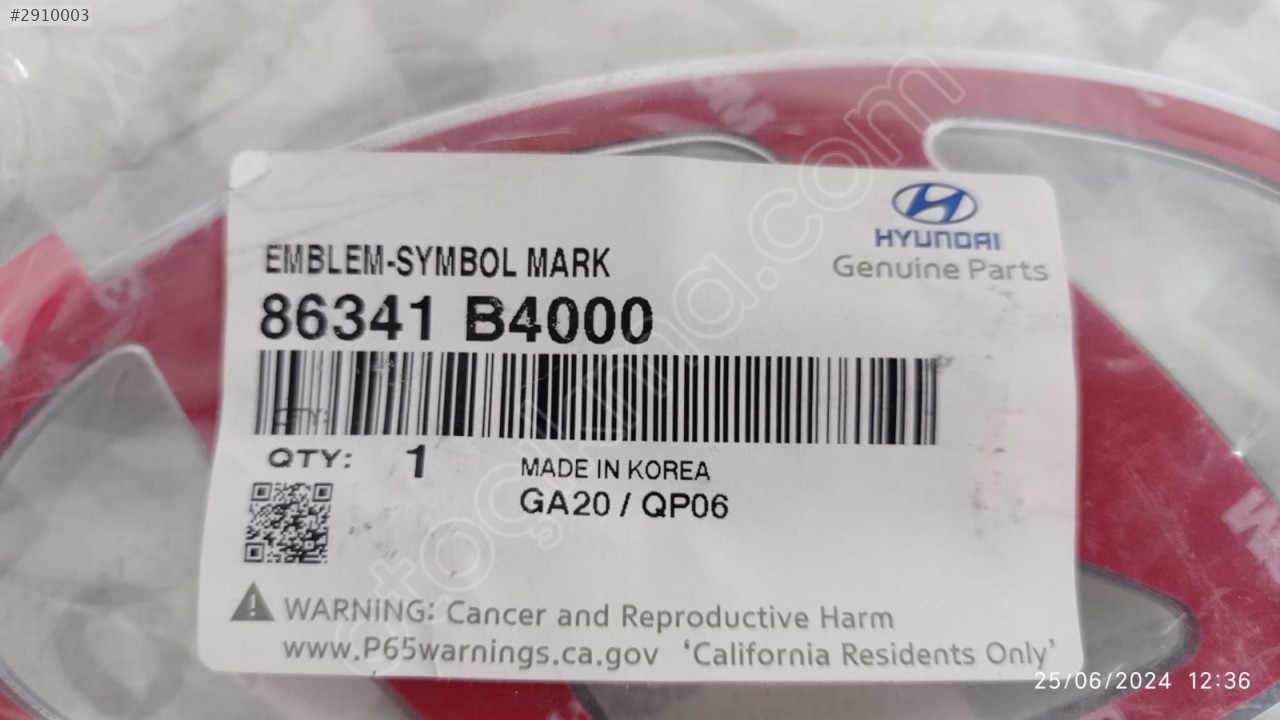 #2910003
HYUNDAI
Genuine Parts
EMBLEM-SYMBOL MARK
86341 B4000
QTY:
QTY: 1
MADE IN KOREA
GA20 / QP06
WARNING: Cancer and Reproductive Harm
www.P65warnings.ca.gov 'California Residents Only'
25/06/2024 12:36